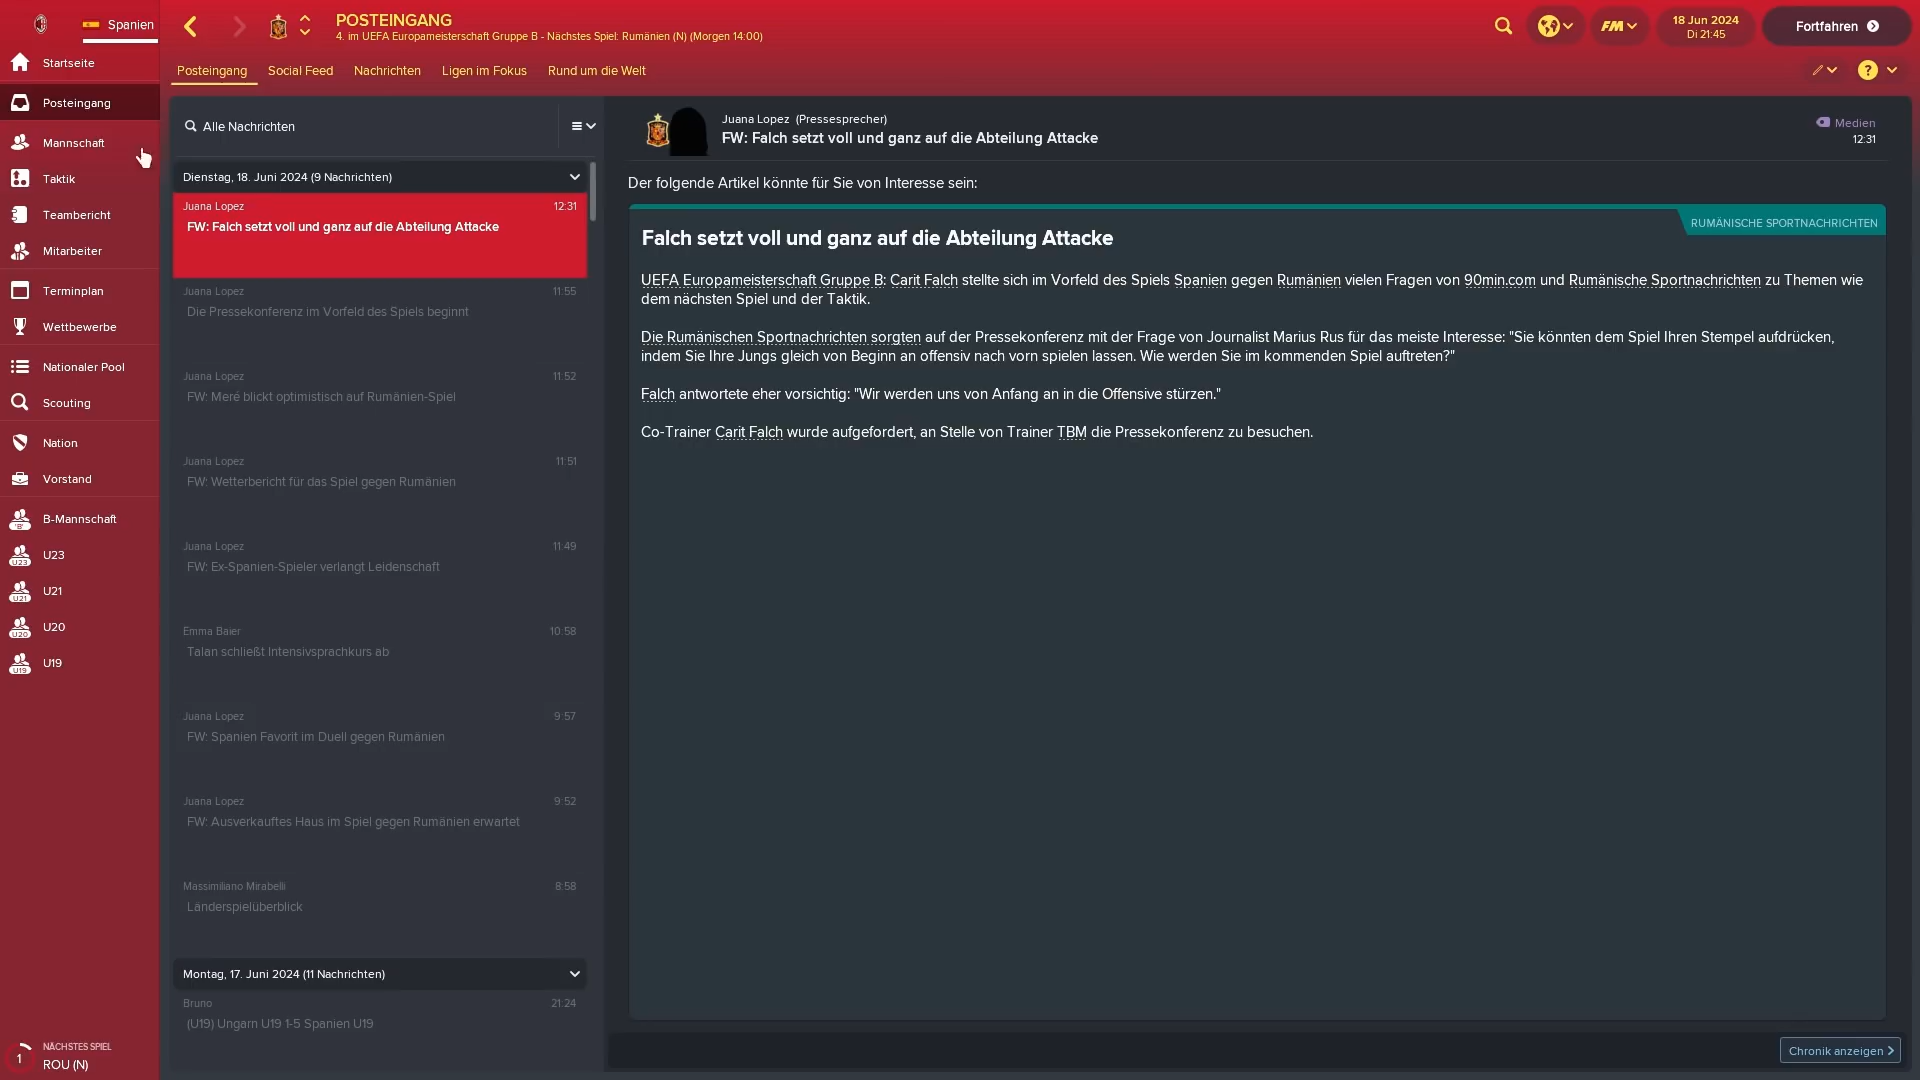 Spanien
POSTEINGANG
4. im UEFA Europameisterschaft Gruppe B - Nächstes Spiel: Rumänien (N) (Morgen 14:00)
FM
18 Jun 2024
Di 21:45
Fortfahren
Startseite
Posteingang
Mannschaft
Taktik
Teambericht
Mitarbeiter
Terminplan
Wettbewerbe
Nationaler Pool
Scouting
Nation
Vorstand
B-Mannschaft
U23
U21
U20
U19
NÄCHSTES SPIEL
1
ROU (N)
Posteingang
Social Feed
Nachrichten
Ligen im Fokus
Rund um die Welt
?
Alle Nachrichten
Dienstag, 18. Juni 2024 (9 Nachrichten)
Juana Lopez 12:31
FW: Falch setzt voll und ganz auf die Abteilung Attacke
Juana Lopez 11:55
Die Pressekonferenz im Vorfeld des Spiels beginnt
Juana Lopez 11:52
FW: Meré blickt optimistisch auf Rumänien-Spiel
Juana Lopez 11:51
FW: Wetterbericht für das Spiel gegen Rumänien
Juana Lopez 11:49
FW: Ex-Spanien-Spieler verlangt Leidenschaft
Emma Baier 10:58
Talan schließt Intensivsprachkurs ab
Juana Lopez 9:57
FW: Spanien Favorit im Duell gegen Rumänien
Juana Lopez 9:52
FW: Ausverkauftes Haus im Spiel gegen Rumänien erwartet
Massimiliano Mirabelli 8:58
Länderspielüberblick
Montag, 17. Juni 2024 (11 Nachrichten)
Bruno 21:24
(U19) Ungarn U19 1-5 Spanien U19
Juana Lopez (Pressesprecher)
FW: Falch setzt voll und ganz auf die Abteilung Attacke
Medien
12:31
Der folgende Artikel könnte für Sie von Interesse sein:
RUMÄNISCHE SPORTNACHRICHTEN
Falch setzt voll und ganz auf die Abteilung Attacke
UEFA Europameisterschaft Gruppe B: Carit Falch stellte sich im Vorfeld des Spiels Spanien gegen Rumänien vielen Fragen von 90min.com und Rumänische Sportnachrichten zu Themen wie
dem nächsten Spiel und der Taktik.
Die Rumänischen Sportnachrichten sorgten auf der Pressekonferenz mit der Frage von Journalist Marius Rus für das meiste Interesse: "Sie könnten dem Spiel Ihren Stempel aufdrücken,
indem Sie Ihre Jungs gleich von Beginn an offensiv nach vorn spielen lassen. Wie werden Sie im kommenden Spiel auftreten?"
Falch antwortete eher vorsichtig: "Wir werden uns von Anfang an in die Offensive stürzen."
Co-Trainer Carit Falch wurde aufgefordert, an Stelle von Trainer TBM die Pressekonferenz zu besuchen.
Chronik anzeigen